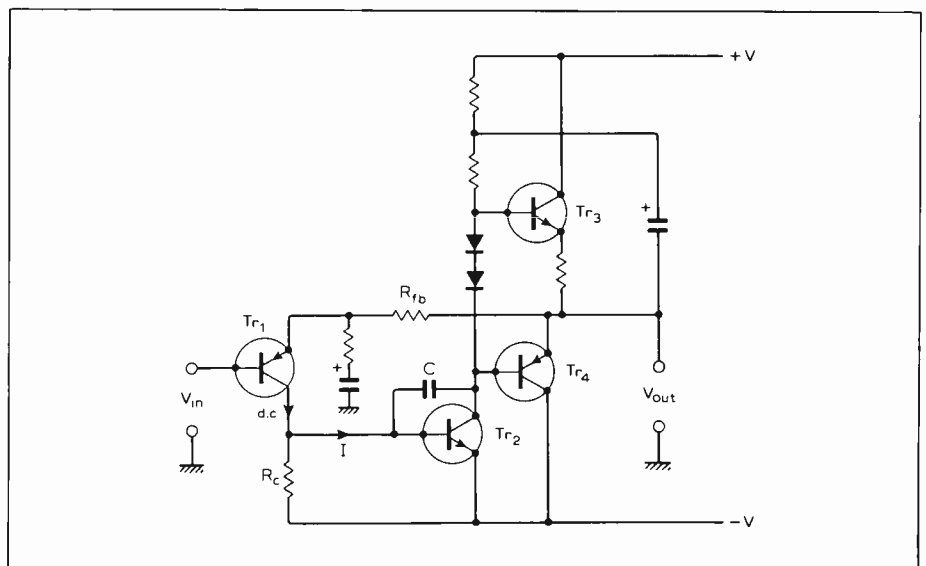 +V
Tr3
+
Rfb
Tr1
+
C
Tr4
Vin
d.c
Vout
I
Tr2
Rc
-V